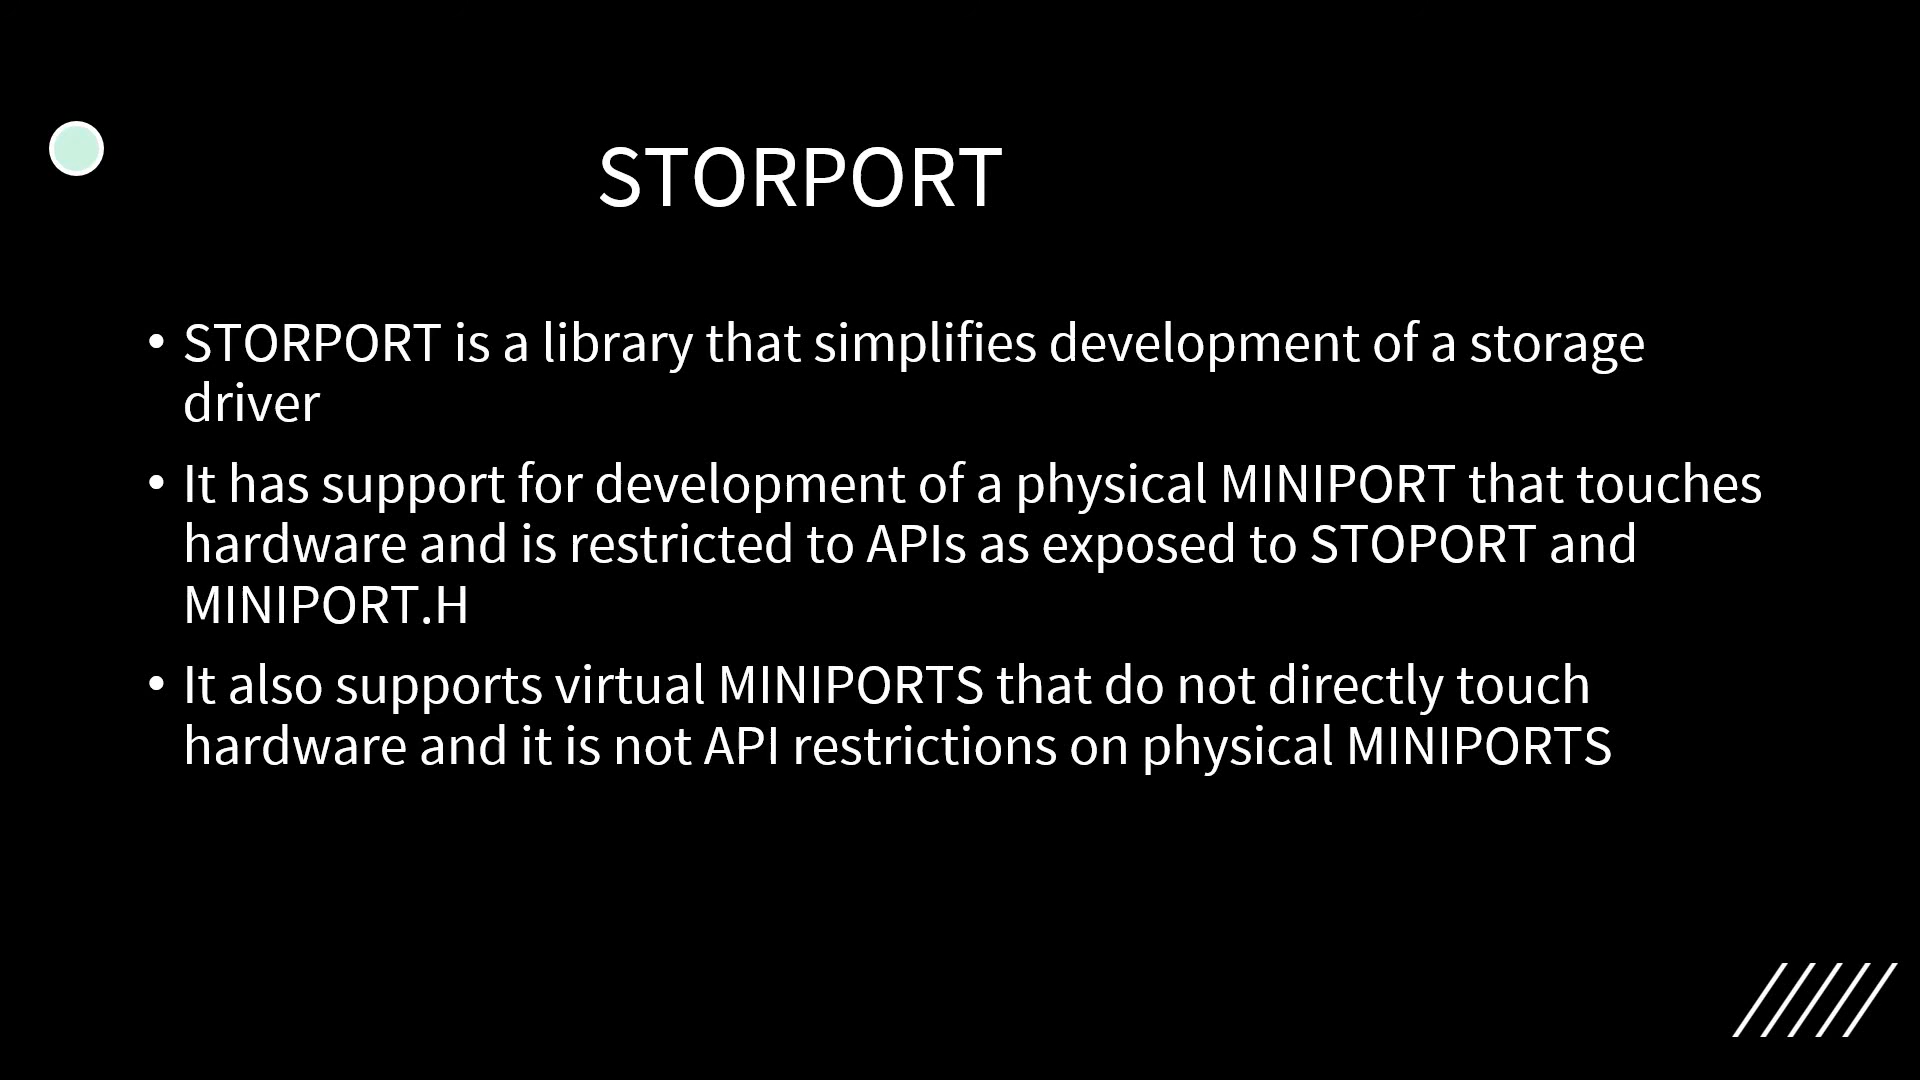 STORPORT
• STORPORT is a library that simplifies development of a storage
driver
• It has support for development of a physical MINIPORT that touches
hardware and is restricted to APIs as exposed to STOPORT and
MINIPORT.H
• It also supports virtual MINIPORTS that do not directly touch
hardware and it is not API restrictions on physical MINIPORTS